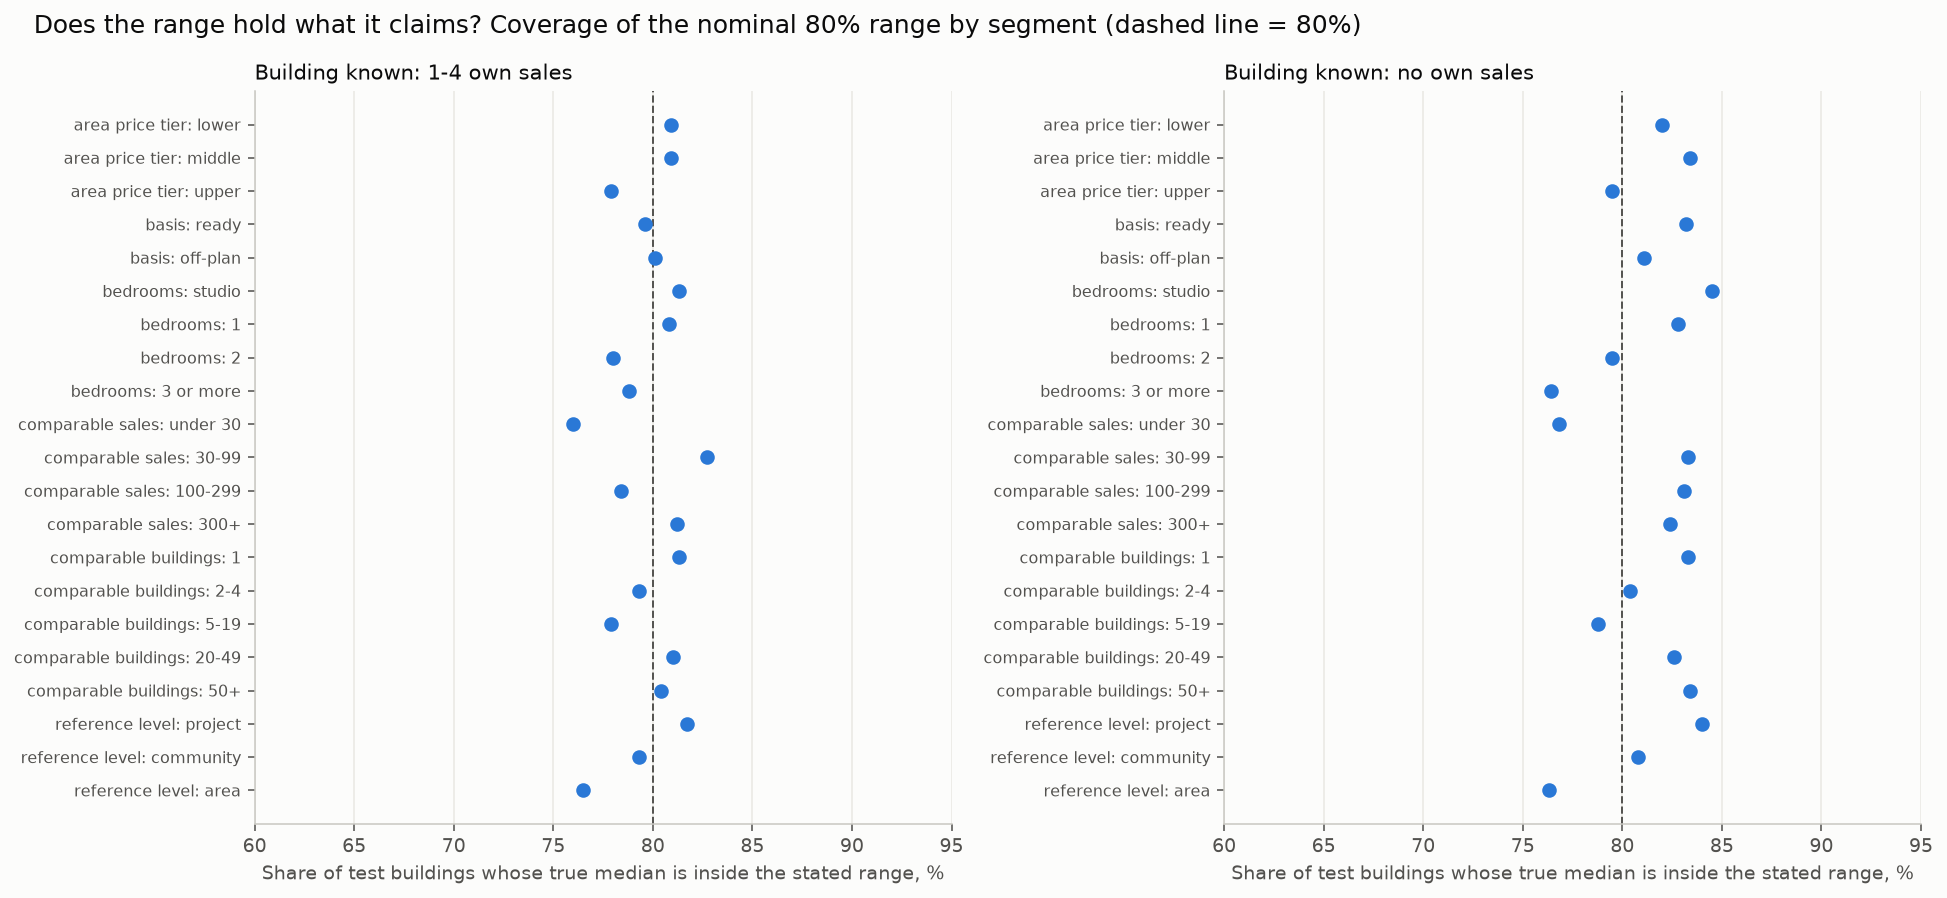 Does the range hold what it claims? Coverage of the nominal 80% range by segment (dashed line = 80%)
Building known: 1-4 own sales
area price tier: lower
area price tier: middle
area price tier: upper
basis: ready
basis: off-plan
bedrooms: studio
bedrooms: 1
bedrooms: 2
bedrooms: 3 or more
comparable sales: under 30
comparable sales: 30-99
comparable sales: 100-299
comparable sales: 300+
comparable buildings: 1
comparable buildings: 2-4
comparable buildings: 5-19
comparable buildings: 20-49
comparable buildings: 50+
reference level: project
reference level: community
reference level: area
60 65 70 75 80 85 90 95
Share of test buildings whose true median is inside the stated range, %
Building known: no own sales
area price tier: lower
area price tier: middle
area price tier: upper
basis: ready
basis: off-plan
bedrooms: studio
bedrooms: 1
bedrooms: 2
bedrooms: 3 or more
comparable sales: under 30
comparable sales: 30-99
comparable sales: 100-299
comparable sales: 300+
comparable buildings: 1
comparable buildings: 2-4
comparable buildings: 5-19
comparable buildings: 20-49
comparable buildings: 50+
reference level: project
reference level: community
reference level: area
60 65 70 75 80 85 90 95
Share of test buildings whose true median is inside the stated range, %